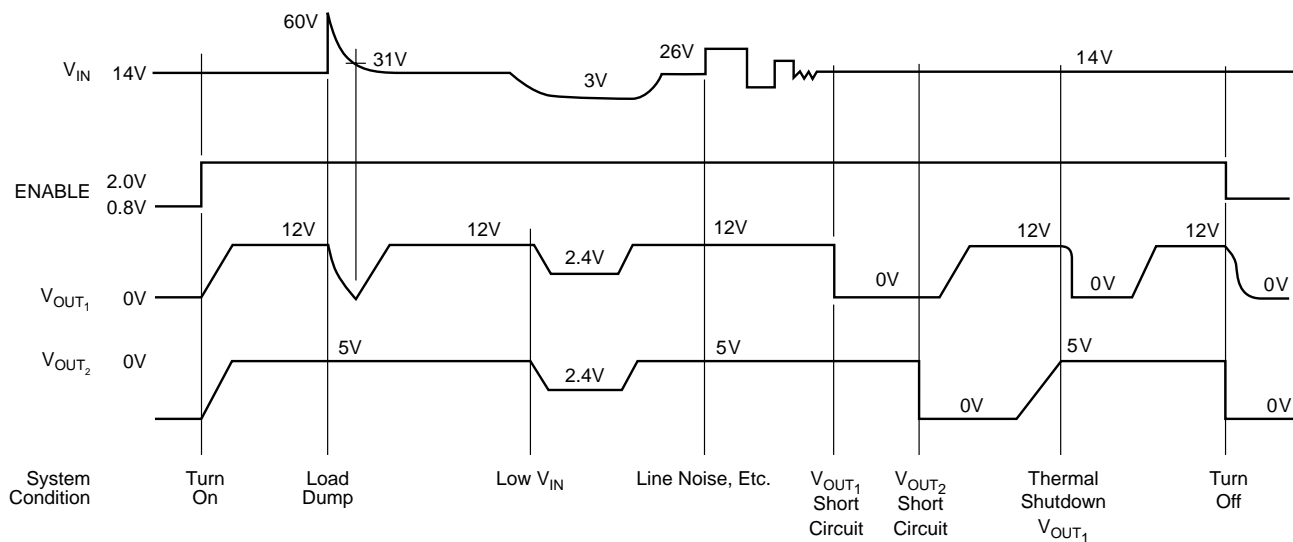 60V
31V
26V
V_IN 14V
3V
14V
ENABLE
2.0V
0.8V
12V
12V
12V
12V
12V
2.4V
V_OUT1 0V
0V
0V
0V
V_OUT2 0V
5V
5V
5V
2.4V
0V
0V
System
Condition
Turn
On
Load
Dump
Low V_IN
Line Noise, Etc.
V_OUT1
Short
Circuit
V_OUT2
Short
Circuit
Thermal
Shutdown
V_OUT1
Turn
Off